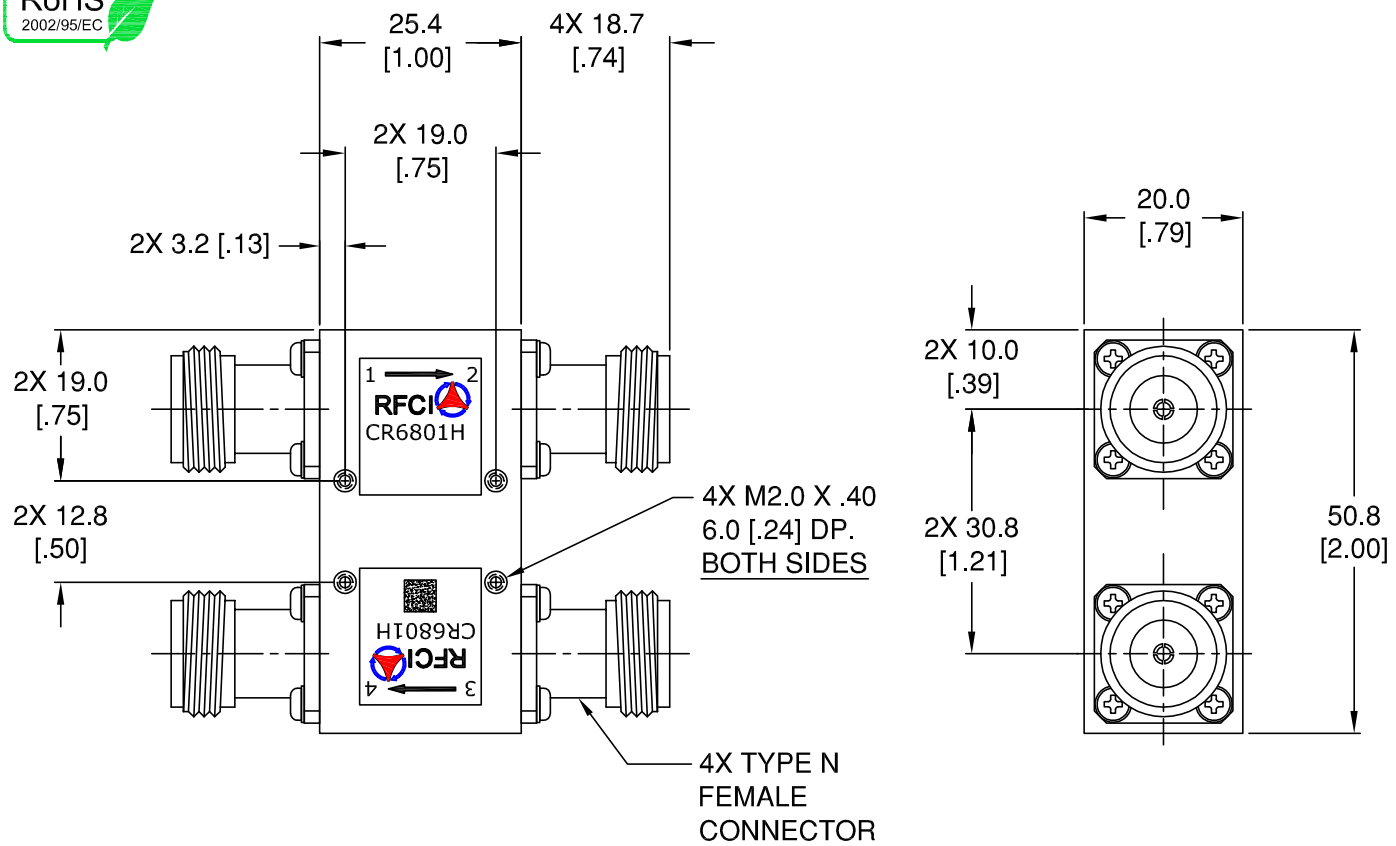 RoHS
2002/95/EC
25.4
[1.00]
4X 18.7
[.74]
2X 19.0
[.75]
2X 3.2 [.13]
20.0
[.79]
2X 19.0
[.75]
2X 12.8
[.50]
1 2
RFCI
CR6801H
4X M2.0 X .40
6.0 [.24] DP.
BOTH SIDES
CR6801H
RFCI
3 4
4X TYPE N
FEMALE
CONNECTOR
2X 10.0
[.39]
2X 30.8
[1.21]
50.8
[2.00]